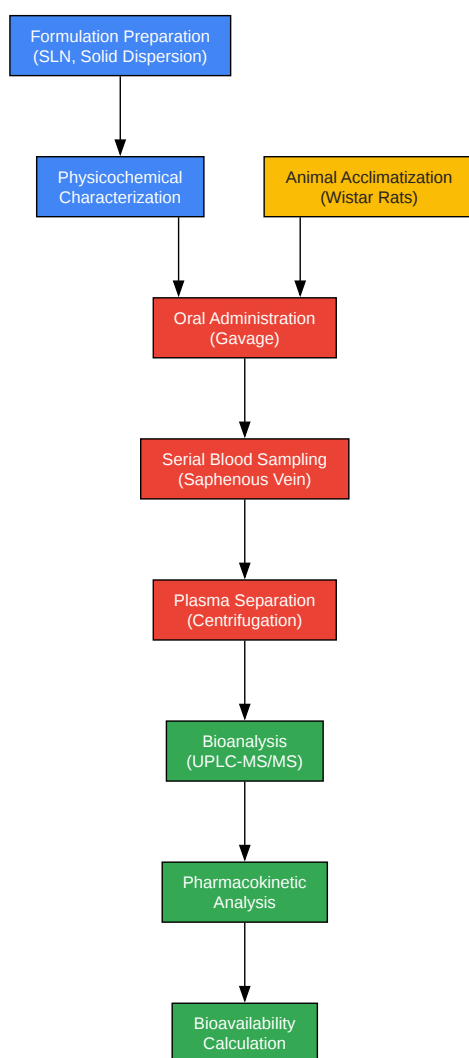 Formulation Preparation
(SLN, Solid Dispersion)
Physicochemical
Characterization
Animal Acclimatization
(Wistar Rats)
Oral Administration
(Gavage)
Serial Blood Sampling
(Saphenous Vein)
Plasma Separation
(Centrifugation)
Bioanalysis
(UPLC-MS/MS)
Pharmacokinetic
Analysis
Bioavailability
Calculation